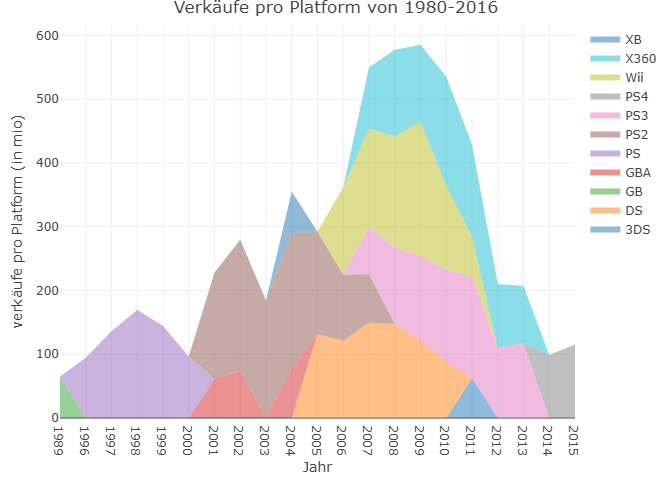 Verkäufe pro Platform von 1980-2016
verkäufe pro Platform (in mio)
600
500
400
300
200
100
0
1989
1996
1997
1998
1999
2000
2001
2002
2003
2004
2005
2006
2007
2008
2009
2010
2011
2012
2013
2014
2015
Jahr
XB
X360
Wii
PS4
PS3
PS2
PS
GBA
GB
DS
3DS